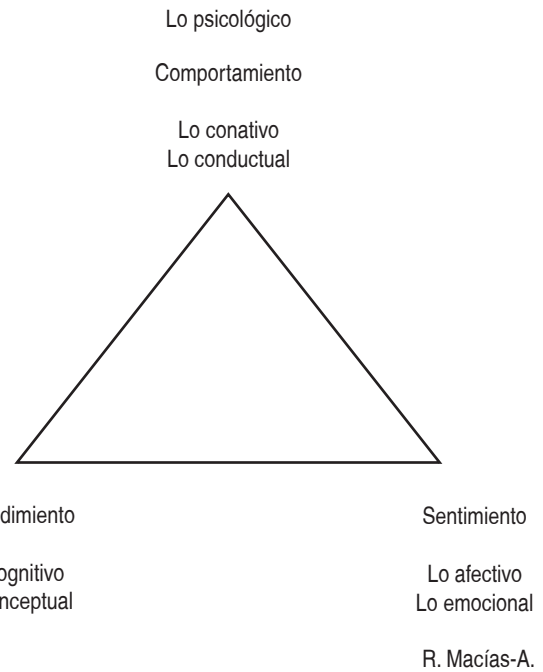 Lo psicológico
Comportamiento
Lo conativo
Lo conductual
dimiento
Sentimiento
ognitivo
nceptual
Lo afectivo
Lo emocional
R. Macías-A.